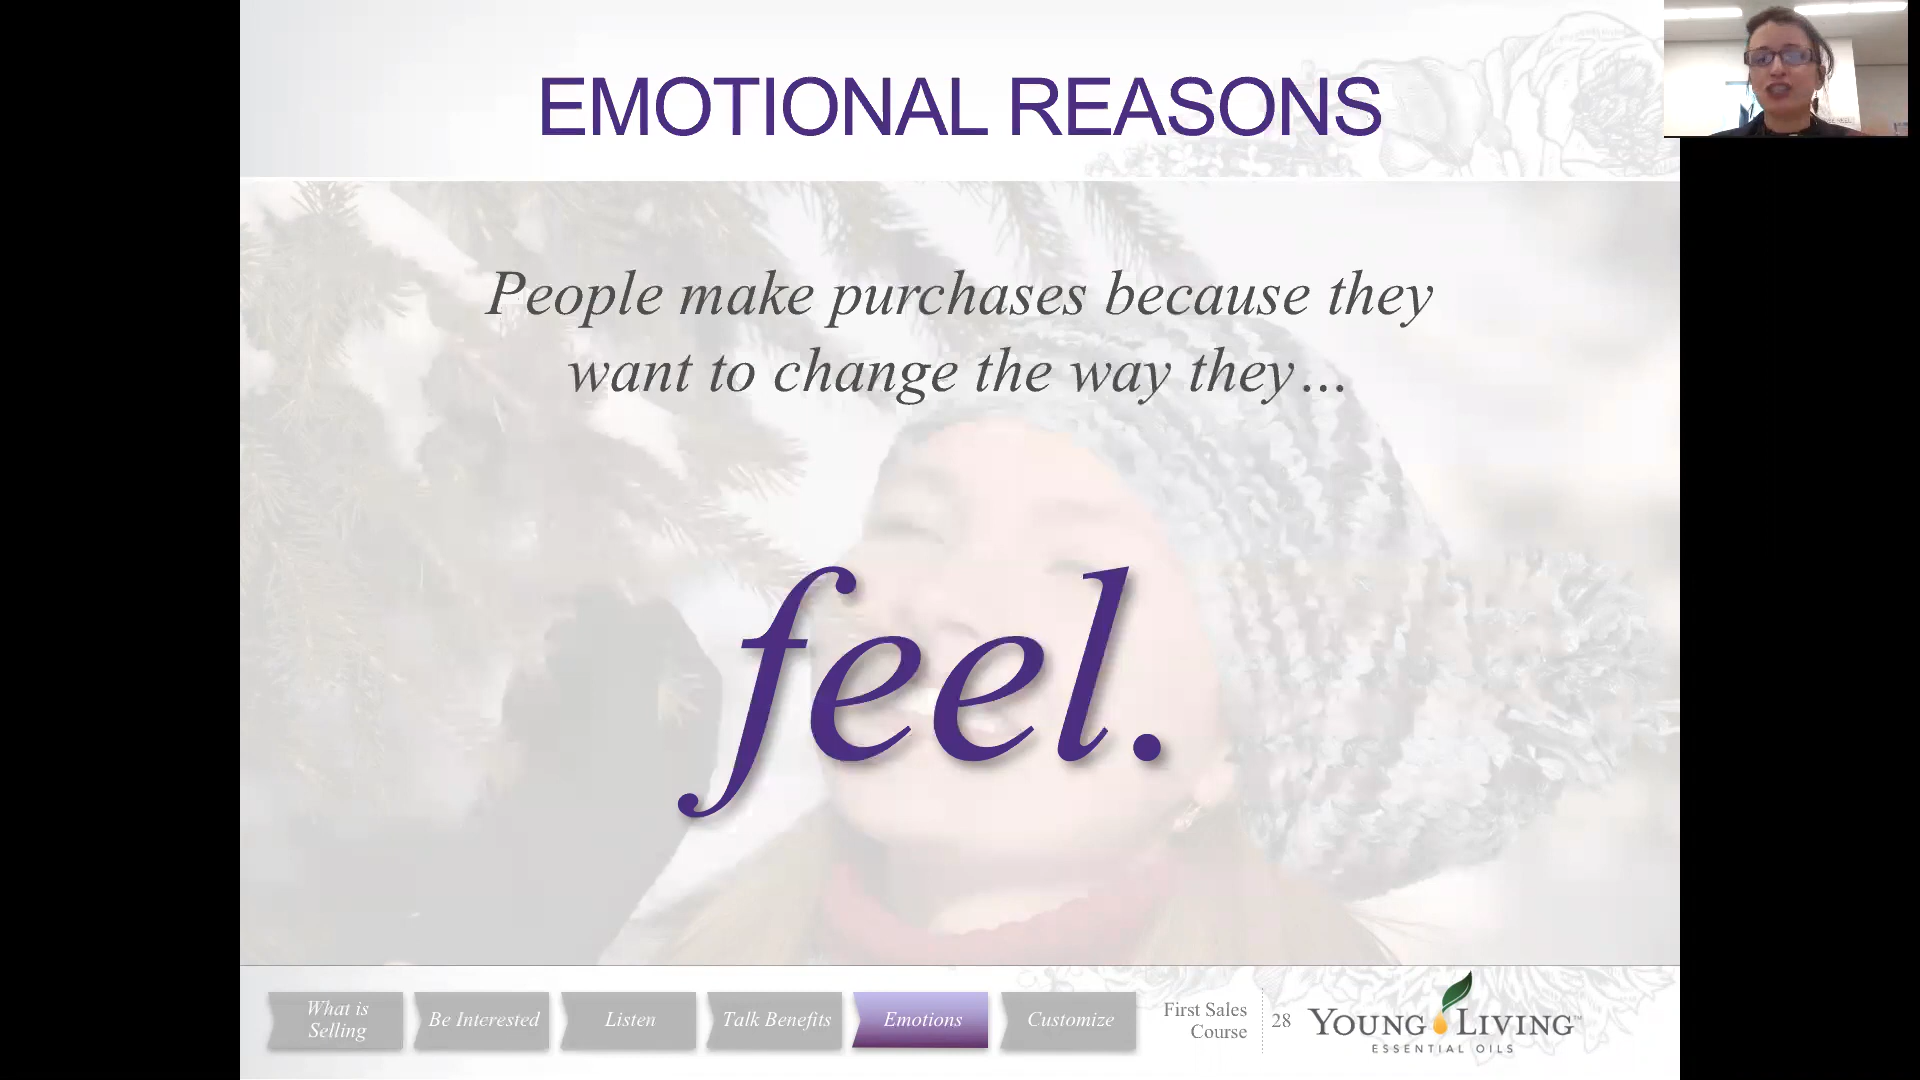 EMOTIONAL REASONS
People make purchases because they
want to change the way they...
feel.
What is
Selling
Be Interested
Listen
Talk Benefits
Emotions
Customize
First Sales
Course
28
YOUNG LIVING™
ESSENTIAL OILS